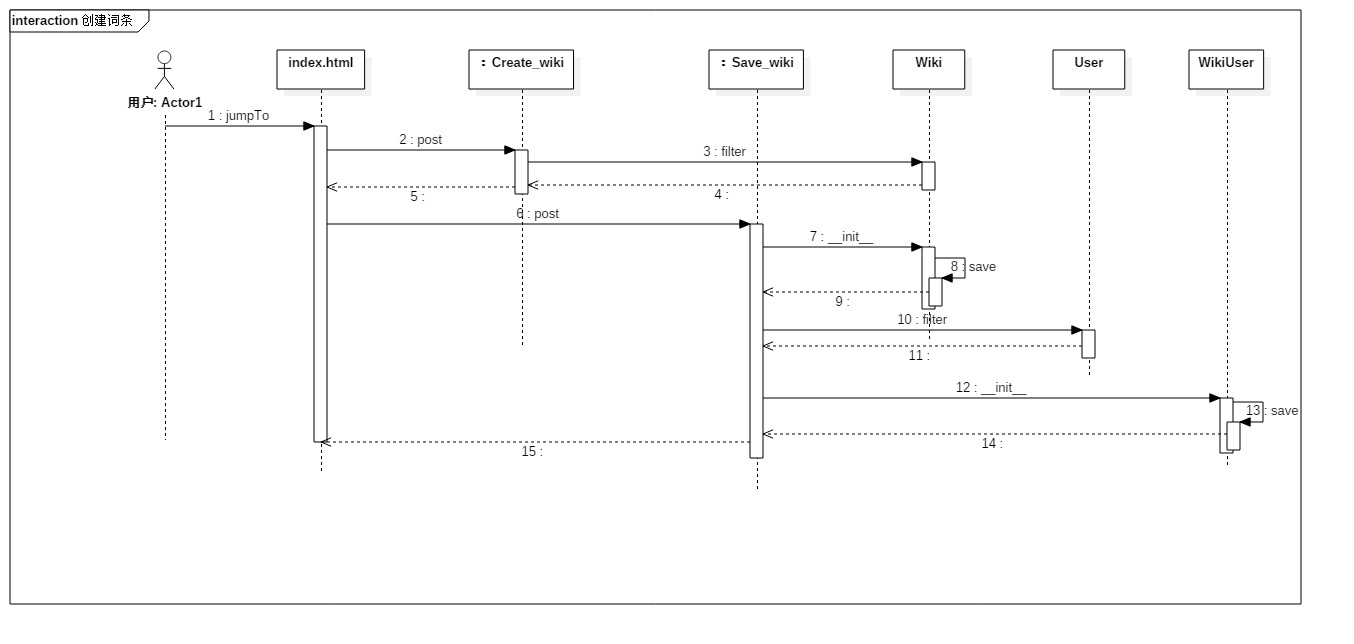 interaction 创建词条
index.html
: Create_wiki
: Save_wiki
Wiki
User
WikiUser
用户: Actor1
1 : jumpTo
2 : post
3 : filter
4 :
5 :
6 : post
7 : __init__
8 : save
9 :
10 : filter
11 :
12 : __init__
13 : save
14 :
15 :